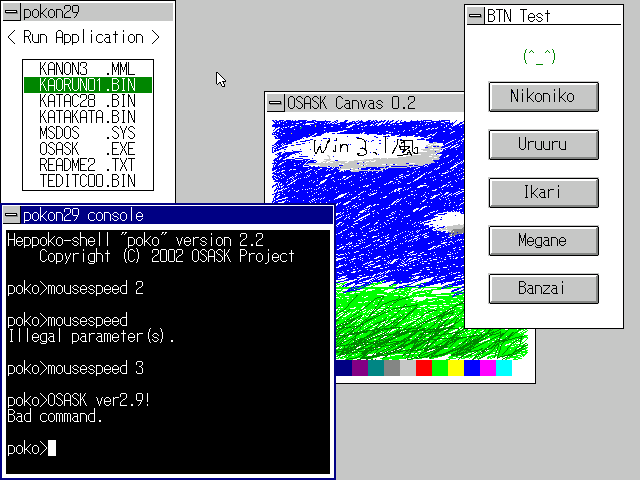 pokon29
< Run Application >
KANON3 .MML
KAORUNO1.BIN
KATAC28 .BIN
KATAKATA.BIN
MSDOS .SYS
OSASK .EXE
README2 .TXT
TEDITC00.BIN
OSASK Canvas 0.2
Win 3.1風
BTN Test
(^_^)
Nikoniko
Uruuru
Ikari
Megane
Banzai
pokon29 console
Heppoko-shell "poko" version 2.2
Copyright (C) 2002 OSASK Project
poko>mousespeed 2
poko>mousespeed
Illegal parameter(s).
poko>mousespeed 3
poko>OSASK ver2.9!
Bad command.
poko>